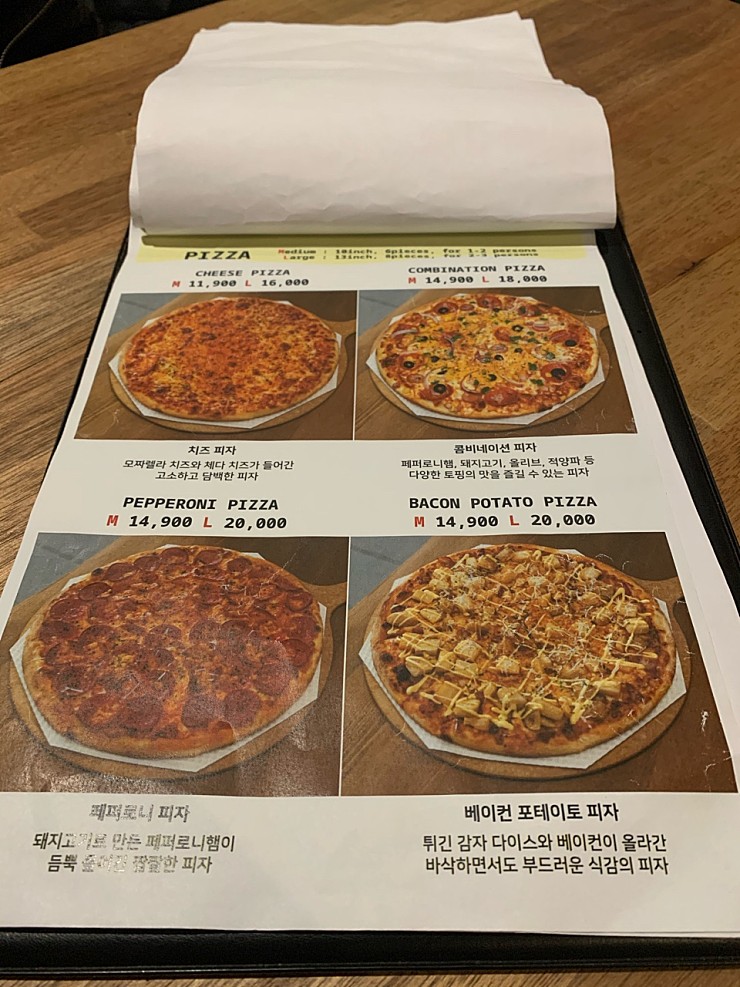 PIZZA
Medium : 10inch, 6pieces, for 1-2 persons
Large : 13inch, 8pieces, for 2-3 persons
CHEESE PIZZA
M 11,900 L 16,000
COMBINATION PIZZA
M 14,900 L 18,000
치즈 피자
모짜렐라 치즈와 체다 치즈가 들어간
고소하고 담백한 피자
콤비네이션 피자
페퍼로니햄, 돼지고기, 올리브, 적양파 등
다양한 토핑의 맛을 즐길 수 있는 피자
PEPPERONI PIZZA
M 14,900 L 20,000
BACON POTATO PIZZA
M 14,900 L 20,000
페퍼로니 피자
돼지고기로 만든 페퍼로니햄이
듬뿍 짭짤한 피자
베이컨 포테이토 피자
튀긴 감자 다이스와 베이컨이 올라간
바삭하면서도 부드러운 식감의 피자